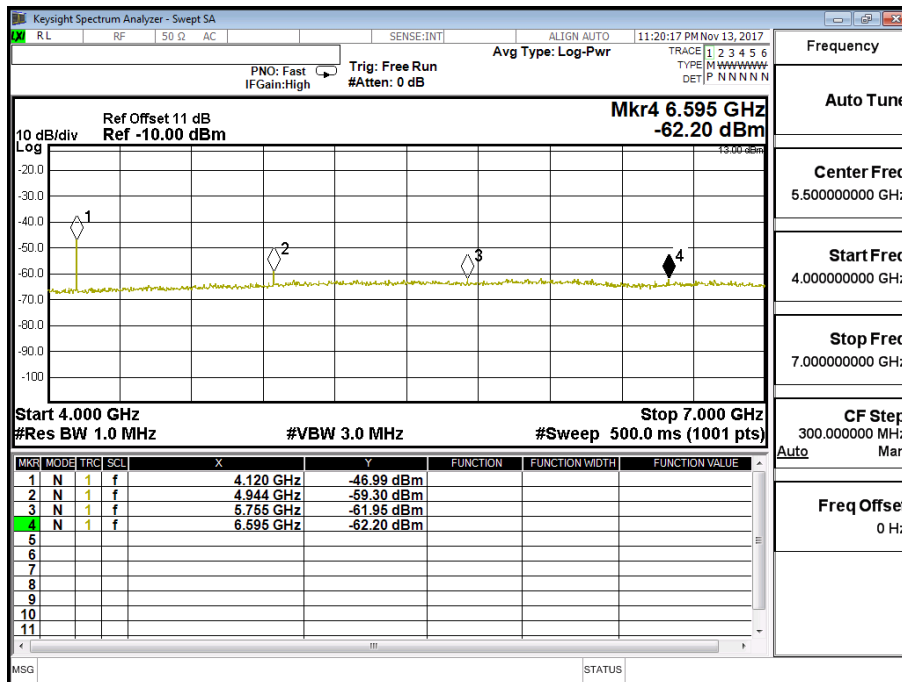 Keysight Spectrum Analyzer - Swept SA
LXI RL RF 50 Ω AC SENSE:INT ALIGN AUTO 11:20:17 PM Nov 13, 2017
Avg Type: Log-Pwr TRACE 1 2 3 4 5 6
PNO: Fast Trig: Free Run TYPE M W W W W W
IFGain:High #Atten: 0 dB DET P N N N N N
Mkr4 6.595 GHz
Ref Offset 11 dB
10 dB/div Ref -10.00 dBm -62.20 dBm
Log
-20.0
-30.0
-40.0
-50.0
-60.0
-70.0
-80.0
-90.0
-100
1
2
3
4
Start 4.000 GHz Stop 7.000 GHz
#Res BW 1.0 MHz #VBW 3.0 MHz #Sweep 500.0 ms (1001 pts)
MKR MODE TRC SCL X Y FUNCTION FUNCTION WIDTH FUNCTION VALUE
1 N 1 f 4.120 GHz -46.99 dBm
2 N 1 f 4.944 GHz -59.30 dBm
3 N 1 f 5.755 GHz -61.95 dBm
4 N 1 f 6.595 GHz -62.20 dBm
5
6
7
8
9
10
11
MSG STATUS
Frequency
Auto Tune
Center Freq
5.500000000 GHz
Start Freq
4.000000000 GHz
Stop Freq
7.000000000 GHz
CF Step
300.000000 MHz
Auto Man
Freq Offset
0 Hz